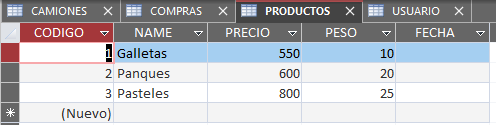 CAMIONES COMPRAS PRODUCTOS USUARIO
CODIGO NAME PRECIO PESO FECHA
1 Galletas 550 10
2 Panques 600 20
3 Pasteles 800 25
(Nuevo)